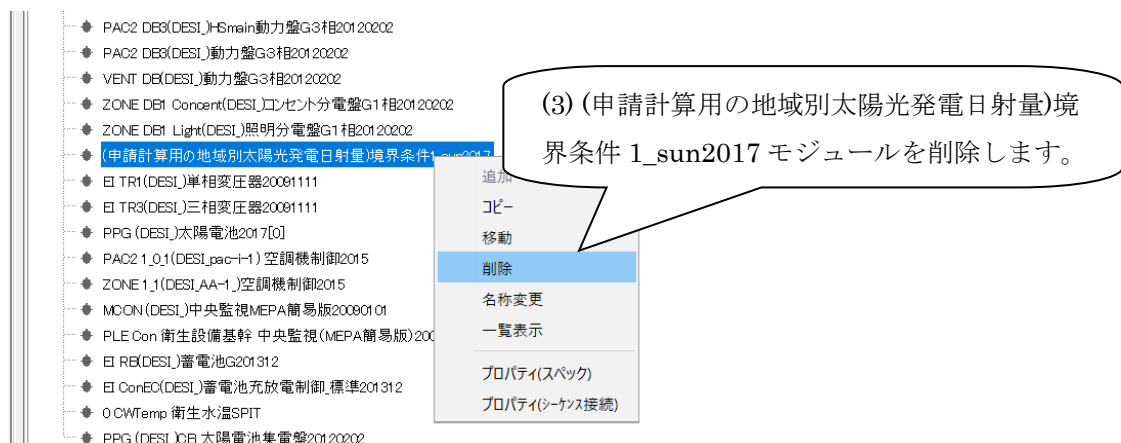 PAC2 DB3(DESI_)HSmain動力盤G3相20120202
PAC2 DB3(DESI_)動力盤G3相20120202
VENT DB(DESI_)動力盤G3相20120202
ZONE DB1 Concent(DESI_)コンセント分電盤G1相20120202
ZONE DB1 Light(DESI_)照明分電盤G1相20120202
(申請計算用の地域別太陽光発電日射量)境界条件1_sun2017
EI TR1(DESI_)単相変圧器20091111
EI TR3(DESI_)三相変圧器20091111
PPG (DESI_)太陽電池2017[0]
PAC2 1_0.1(DESI_pac-i-1) 空調機制御2015
ZONE 1_1(DESI_AA-1_)空調機制御2015
MCON (DESI_)中央監視MEPA簡易版20090101
PLE Con 衛生設備基幹 中央監視(MEPA簡易版)200
EI RB(DESI_)蓄電池G201312
EI ConEC(DESI_)蓄電池充放電制御_標準201312
O CWTemp 衛生水温SPIT
PPG (DESI_)CB 太陽電池集電盤20120202
追加
コピー
移動
削除
名称変更
一覧表示
プロパティ(スペック)
プロパティ(シーケンス接続)
(3) (申請計算用の地域別太陽光発電日射量)境
界条件 1_sun2017 モジュールを削除します。